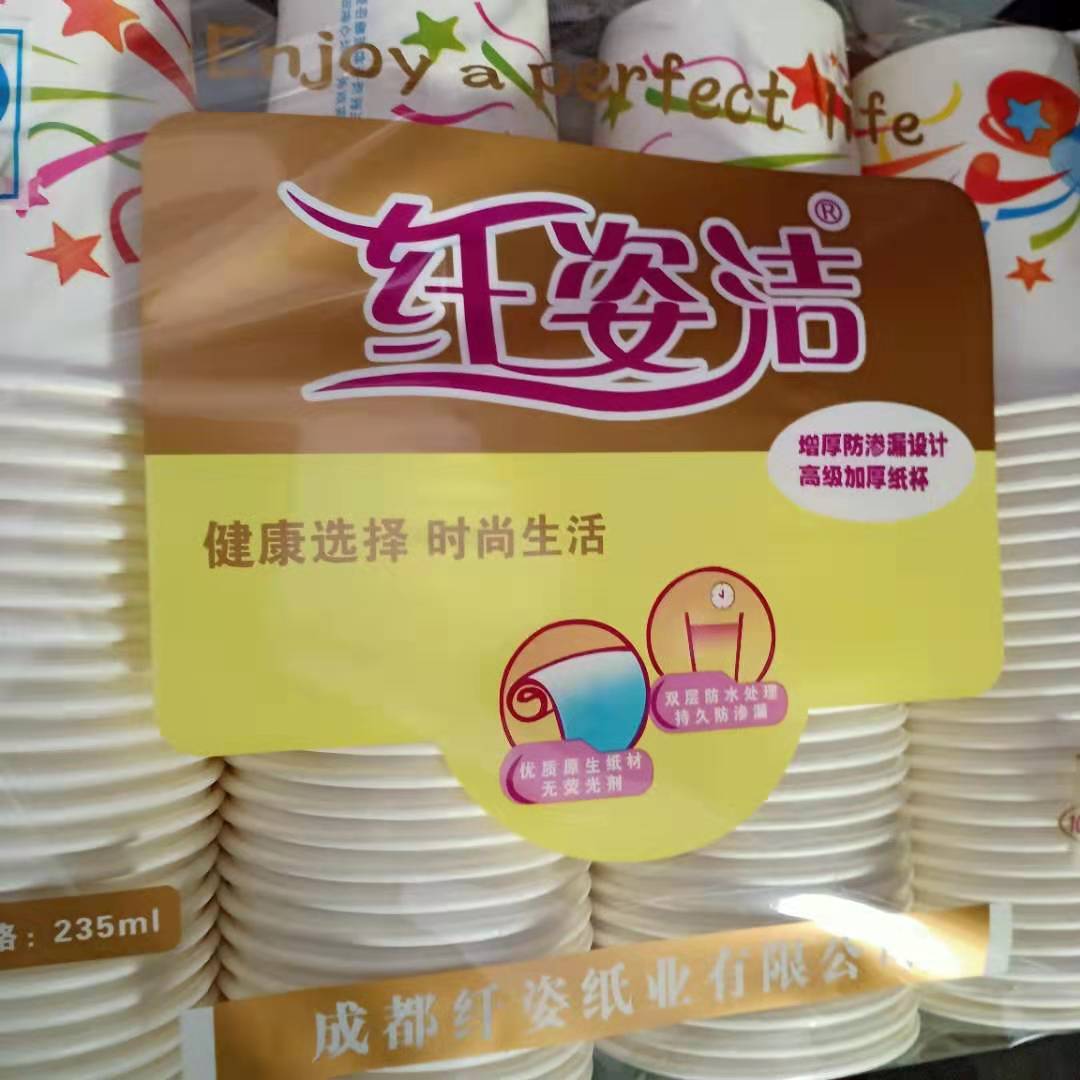 Enjoy a perfect life
纤姿洁®
增厚防渗漏设计
高级加厚纸杯
健康选择 时尚生活
双层防水处理
持久防渗漏
优质原生纸材
无荧光剂
格：235ml
成都纤姿纸业有限公司